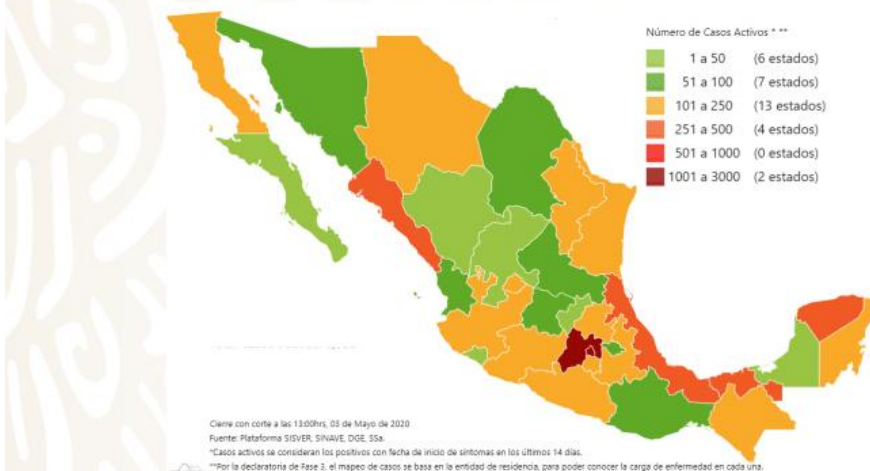 Número de Casos Activos * **
1 a 50 (6 estados)
51 a 100 (7 estados)
101 a 250 (13 estados)
251 a 500 (4 estados)
501 a 1000 (0 estados)
1001 a 3000 (2 estados)
Cierre con corte a las 13:00hrs, 03 de Mayo de 2020
Fuente: Plataforma SISVER, SINAVE, DGE, SSa.
*Casos activos se consideran los positivos con fecha de inicio de síntomas en los últimos 14 días.
**Por la declaratoria de Fase 3, el mapeo de casos se basa en la entidad de residencia, para poder conocer la carga de enfermedad en cada una.